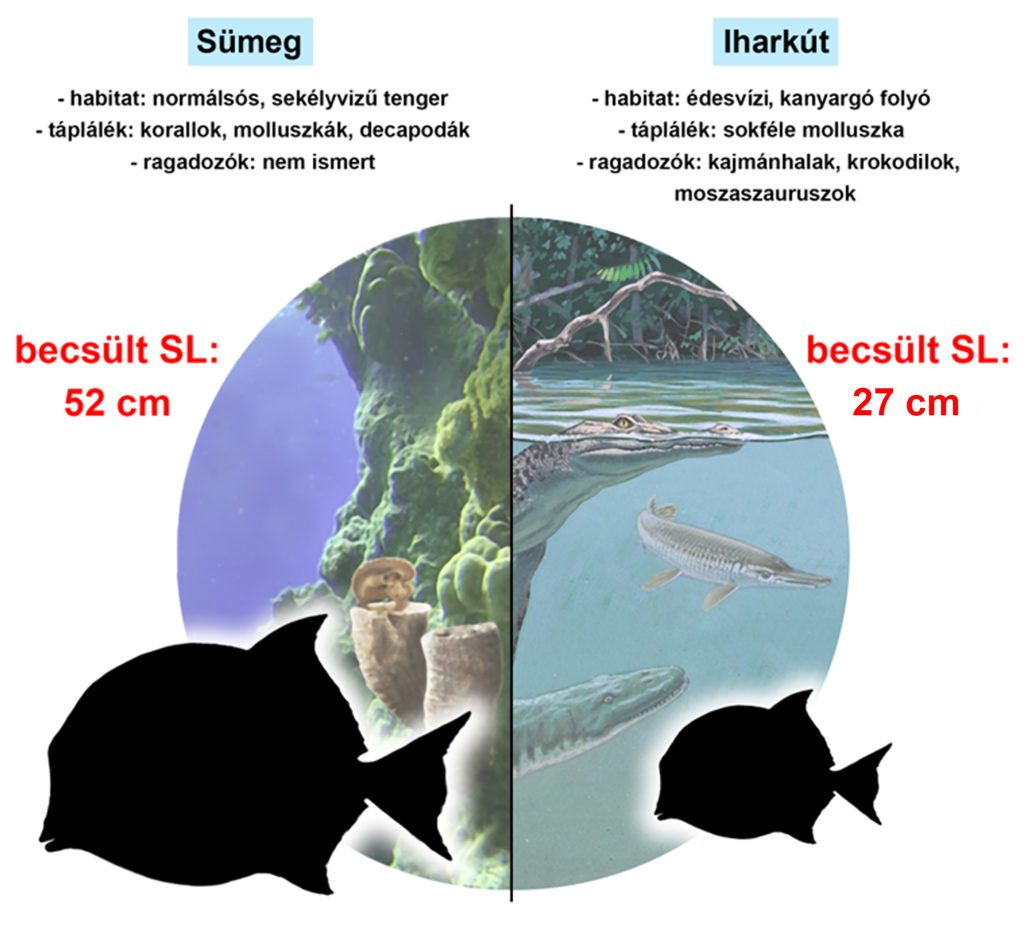 Sümeg
- habitat: normálsós, sekélyvizű tenger
- táplálék: korallok, molluszkák, decapodák
- ragadozók: nem ismert
Iharkút
- habitat: édesvízi, kanyargó folyó
- táplálék: sokféle molluszka
- ragadozók: kajmánhalak, krokodilok,
moszaszauruszok
becsült SL:
52 cm
becsült SL:
27 cm